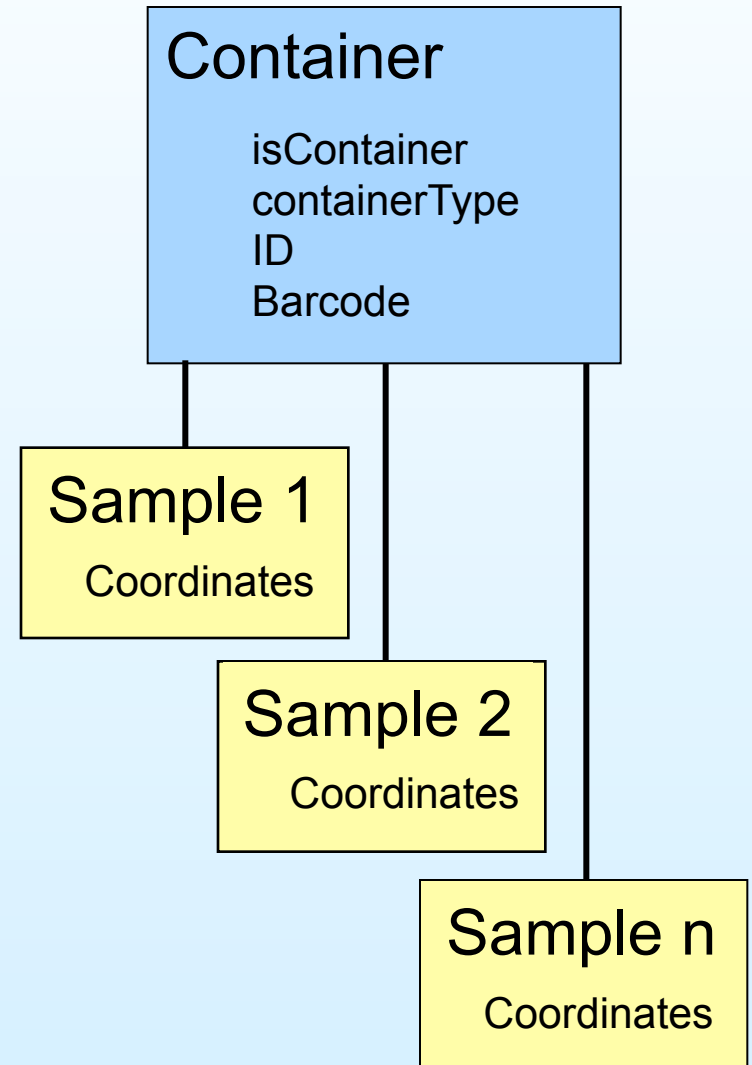 Container
isContainer
containerType
ID
Barcode
Sample 1
Coordinates
Sample 2
Coordinates
Sample n
Coordinates